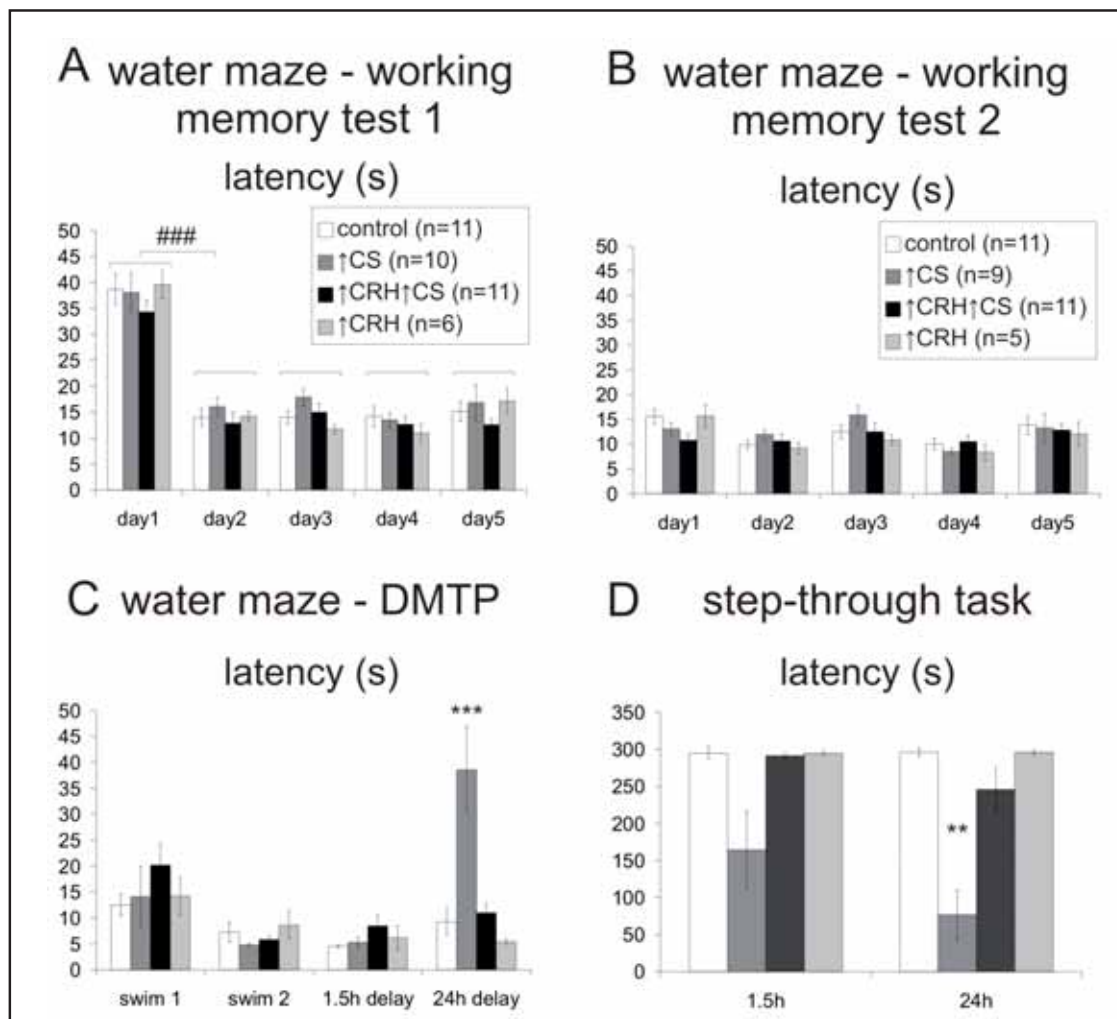 A water maze - working
memory test 1
latency (s)
50
45
40
35
30
25
20
15
10
5
0
###
control (n=11)
↑CS (n=10)
↑CRH↑CS (n=11)
↑CRH (n=6)
day1 day2 day3 day4 day5
B water maze - working
memory test 2
latency (s)
50
45
40
35
30
25
20
15
10
5
0
control (n=11)
↑CS (n=9)
↑CRH↑CS (n=11)
↑CRH (n=5)
day1 day2 day3 day4 day5
C water maze - DMTP
latency (s)
50
45
40
35
30
25
20
15
10
5
0
***
swim 1 swim 2 1.5h delay 24h delay
D step-through task
latency (s)
350
300
250
200
150
100
50
0
**
1.5h 24h